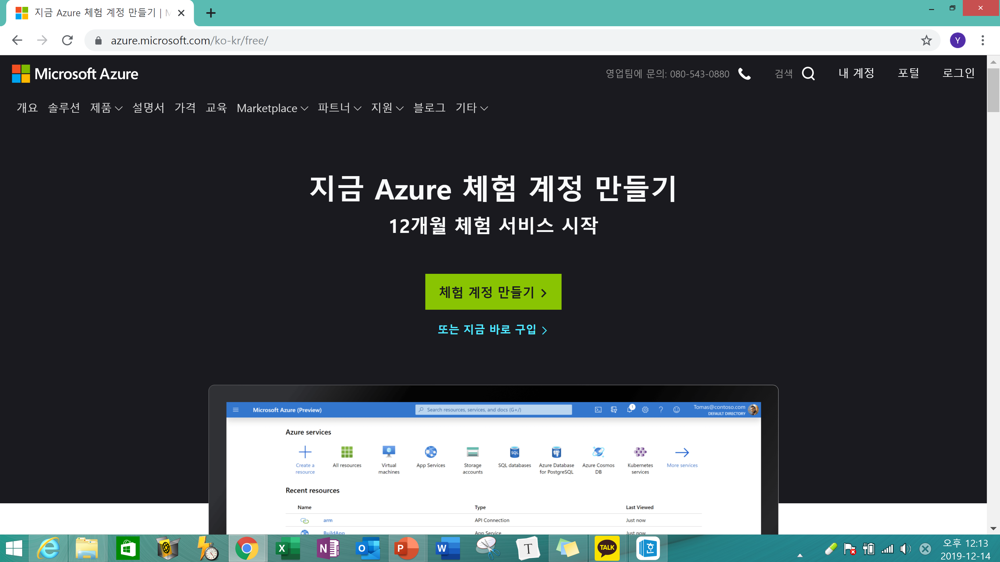 지금 Azure 체험 계정 만들기 |
azure.microsoft.com/ko-kr/free/
Y
Microsoft Azure
영업팀에 문의: 080-543-0880
검색
내 계정
포털
로그인
개요 솔루션 제품 설명서 가격 교육 Marketplace 파트너 지원 블로그 기타
지금 Azure 체험 계정 만들기
12개월 체험 서비스 시작
체험 계정 만들기
또는 지금 바로 구입
Microsoft Azure (Preview)
Search resources, services, and docs (G+/)
1
Tomas@contoso.com
DEFAULT DIRECTORY
Azure services
Create a resource
All resources
Virtual machines
App Services
Storage accounts
SQL
SQL databases
Azure Database for PostgreSQL
Azure Cosmos DB
Kubernetes services
More services
Recent resources
Name Type Last Viewed
arm API Connection Just now
BuildApp App Service Just now
X
N
O
P
W
T
TALK
호
오후 12:13
2019-12-14